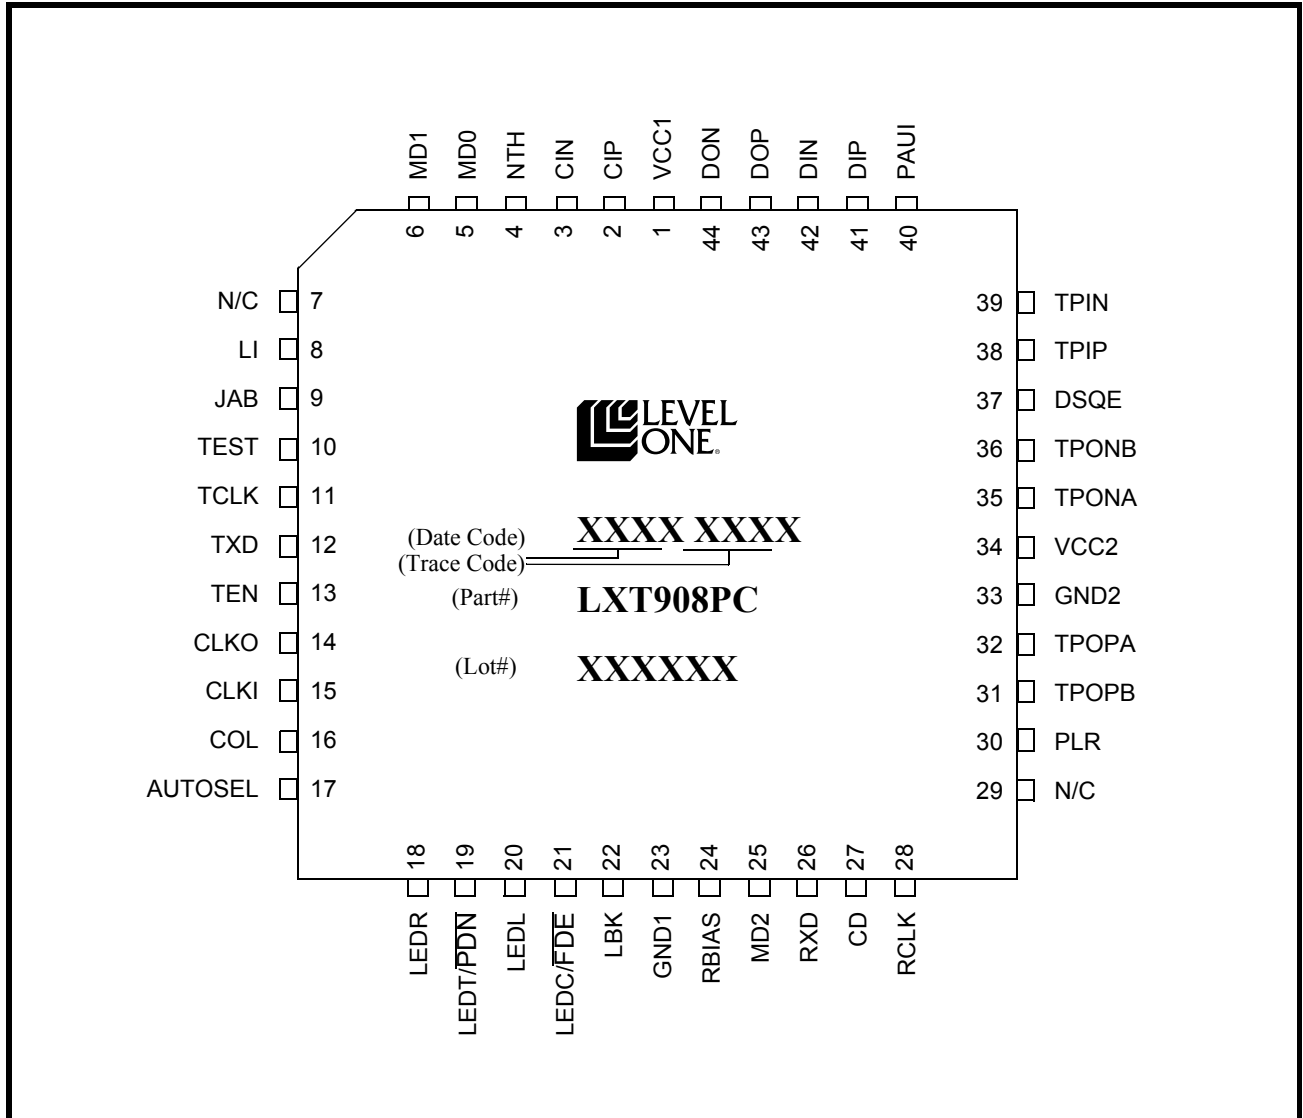 MD1 MD0 NTH CIN CIP VCC1 DON DOP DIN DIP PAUI
6 5 4 3 2 1 44 43 42 41 40
N/C 7
LI 8
JAB 9
TEST 10
TCLK 11
TXD 12
TEN 13
CLKO 14
CLKI 15
COL 16
AUTOSEL 17
LEVEL
ONE®
(Date Code) XXXX XXXX
(Trace Code)
(Part#) LXT908PC
(Lot#) XXXXXX
39 TPIN
38 TPIP
37 DSQE
36 TPONB
35 TPONA
34 VCC2
33 GND2
32 TPOPA
31 TPOPB
30 PLR
29 N/C
18 19 20 21 22 23 24 25 26 27 28
LEDR LEDT/PDN LEDL LEDC/FDE LBK GND1 RBIAS MD2 RXD CD RCLK